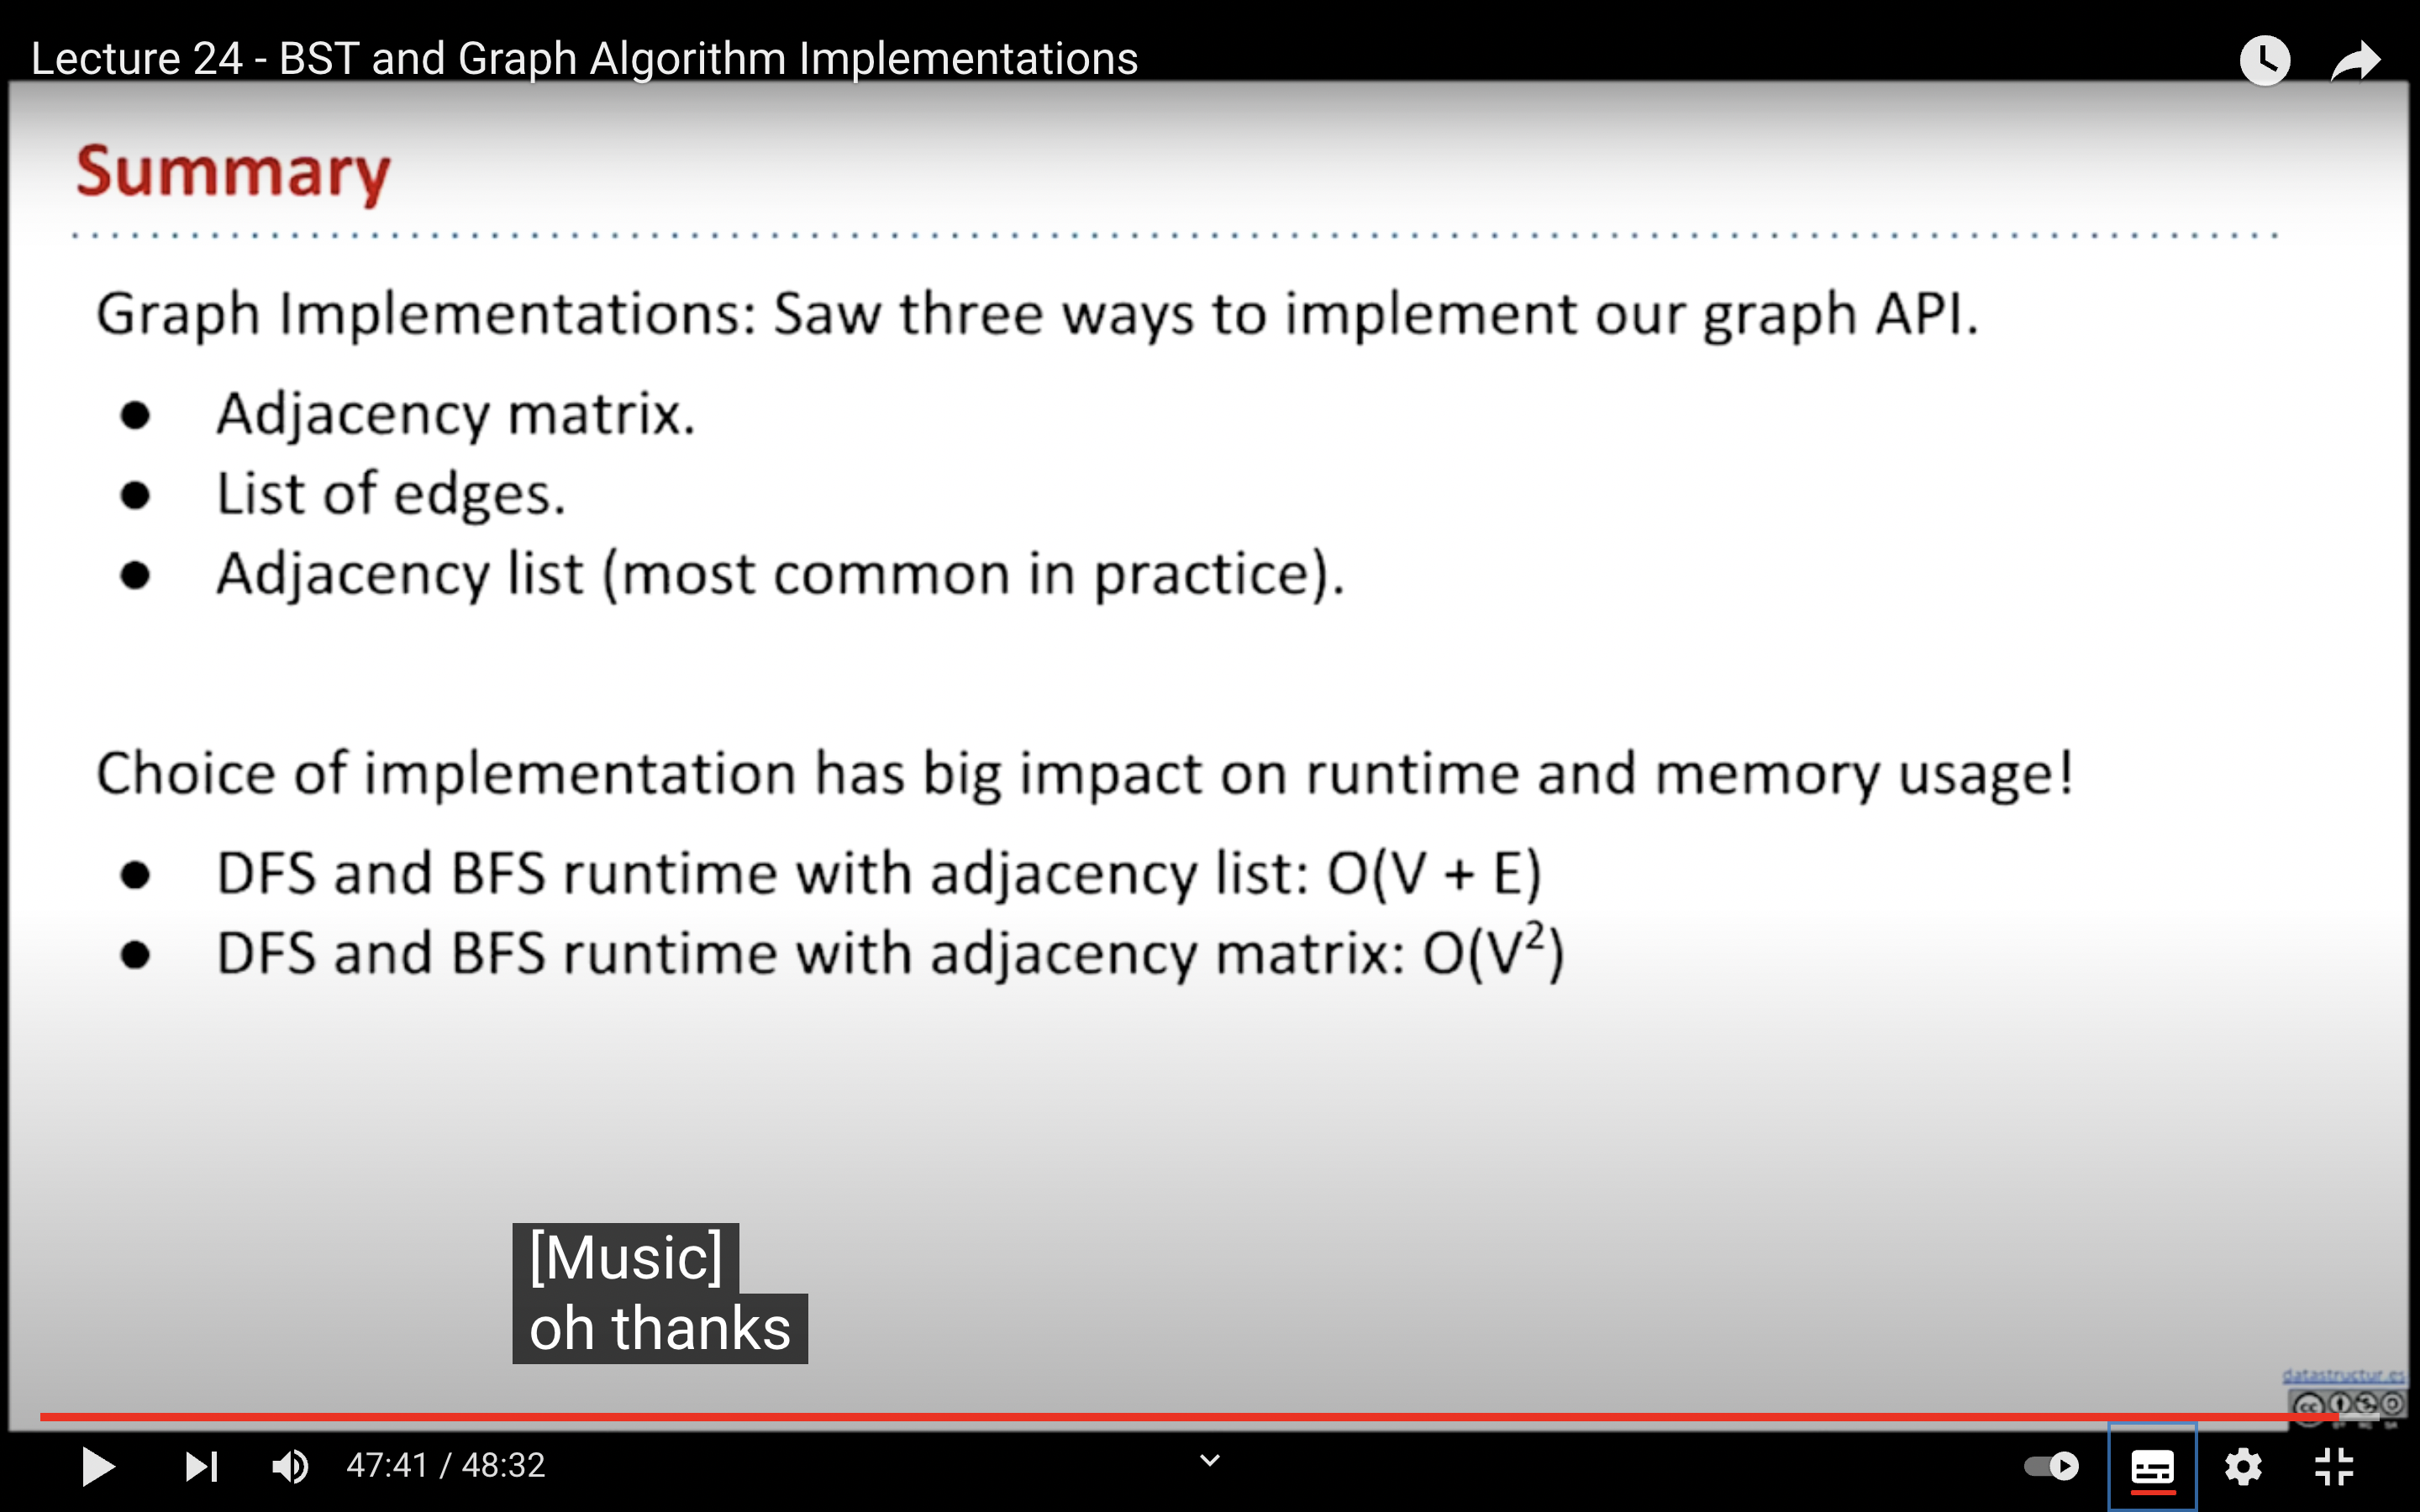 Lecture 24 - BST and Graph Algorithm Implementations
Summary
Graph Implementations: Saw three ways to implement our graph API.
● Adjacency matrix.
● List of edges.
● Adjacency list (most common in practice).
Choice of implementation has big impact on runtime and memory usage!
● DFS and BFS runtime with adjacency list: O(V + E)
● DFS and BFS runtime with adjacency matrix: O(V²)
[Music]
oh thanks
datastructur.es
47:41 / 48:32